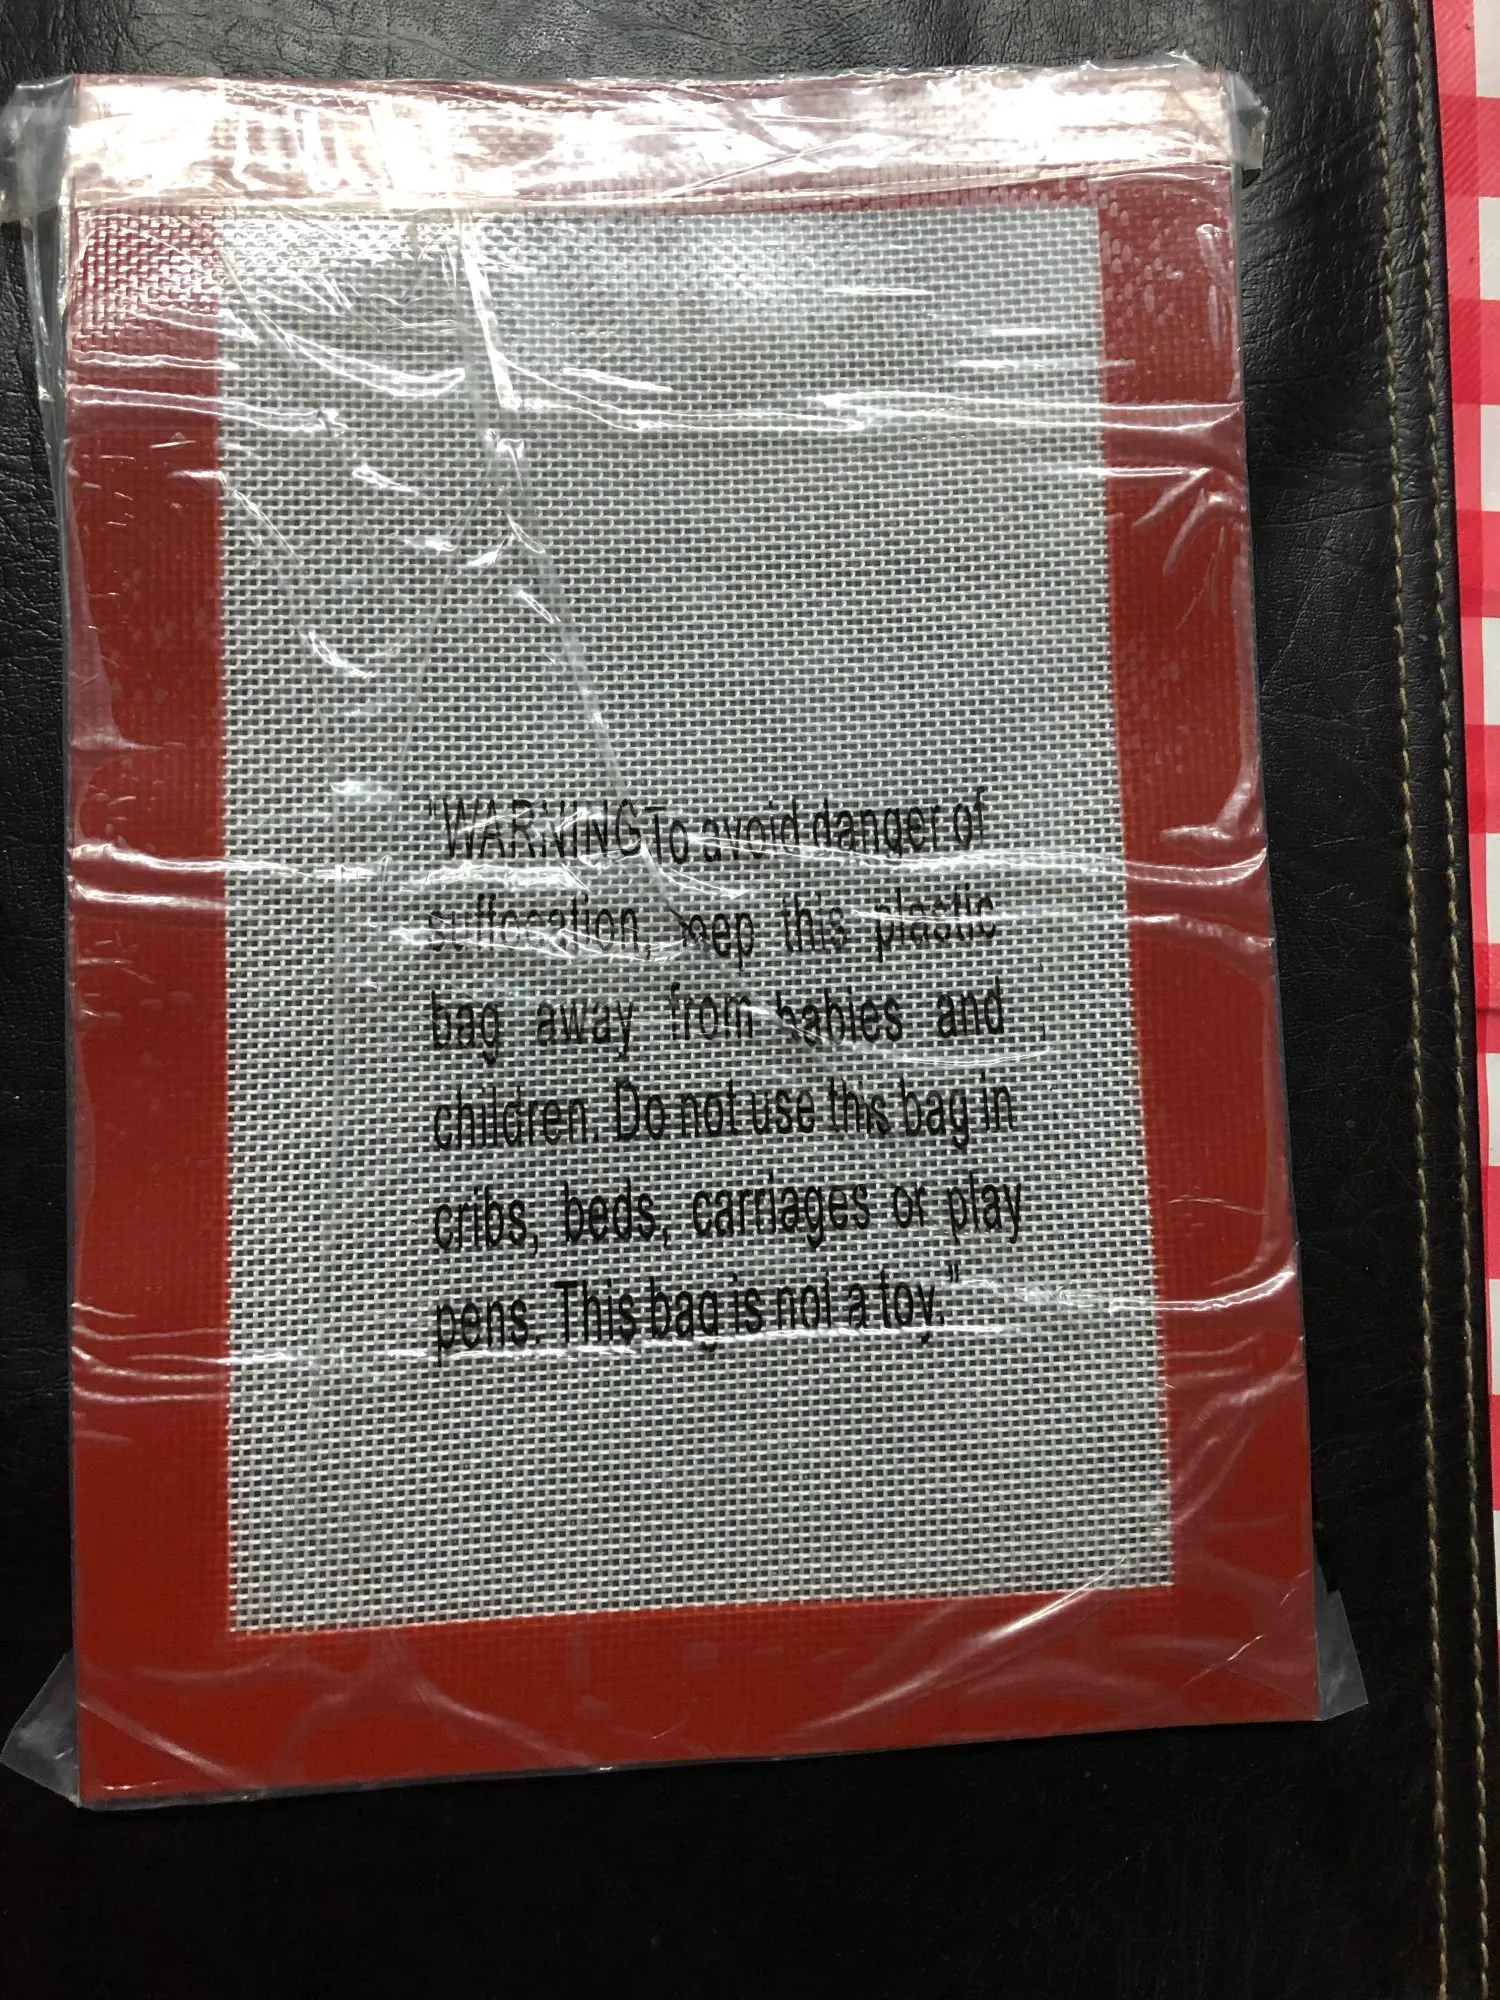 "WARNING To avoid danger of
suffocation, keep this plastic
bag away from babies and
children. Do not use this bag in
cribs, beds, carriages or play
pens. This bag is not a toy."